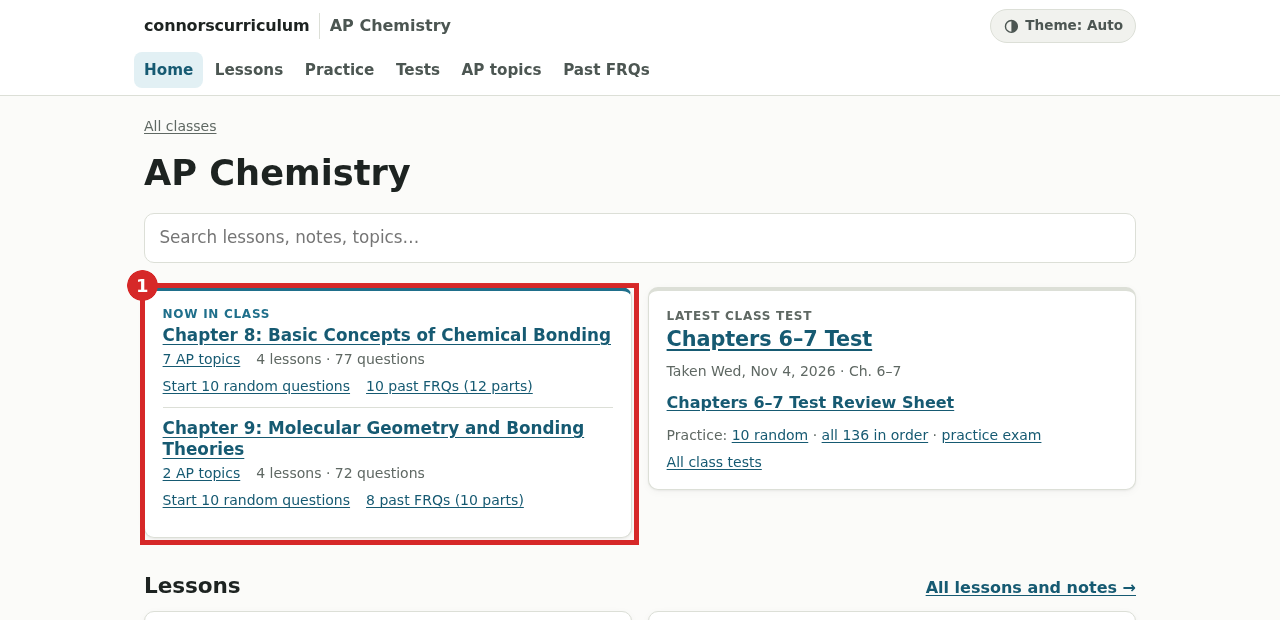 connorscurriculum
AP Chemistry
Theme: Auto
Home
Lessons
Practice
Tests
AP topics
Past FRQs
All classes
AP Chemistry
Search lessons, notes, topics…
1
NOW IN CLASS
Chapter 8: Basic Concepts of Chemical Bonding
7 AP topics 4 lessons · 77 questions
Start 10 random questions 10 past FRQs (12 parts)
Chapter 9: Molecular Geometry and Bonding
Theories
2 AP topics 4 lessons · 72 questions
Start 10 random questions 8 past FRQs (10 parts)
LATEST CLASS TEST
Chapters 6–7 Test
Taken Wed, Nov 4, 2026 · Ch. 6–7
Chapters 6–7 Test Review Sheet
Practice: 10 random · all 136 in order · practice exam
All class tests
Lessons
All lessons and notes →